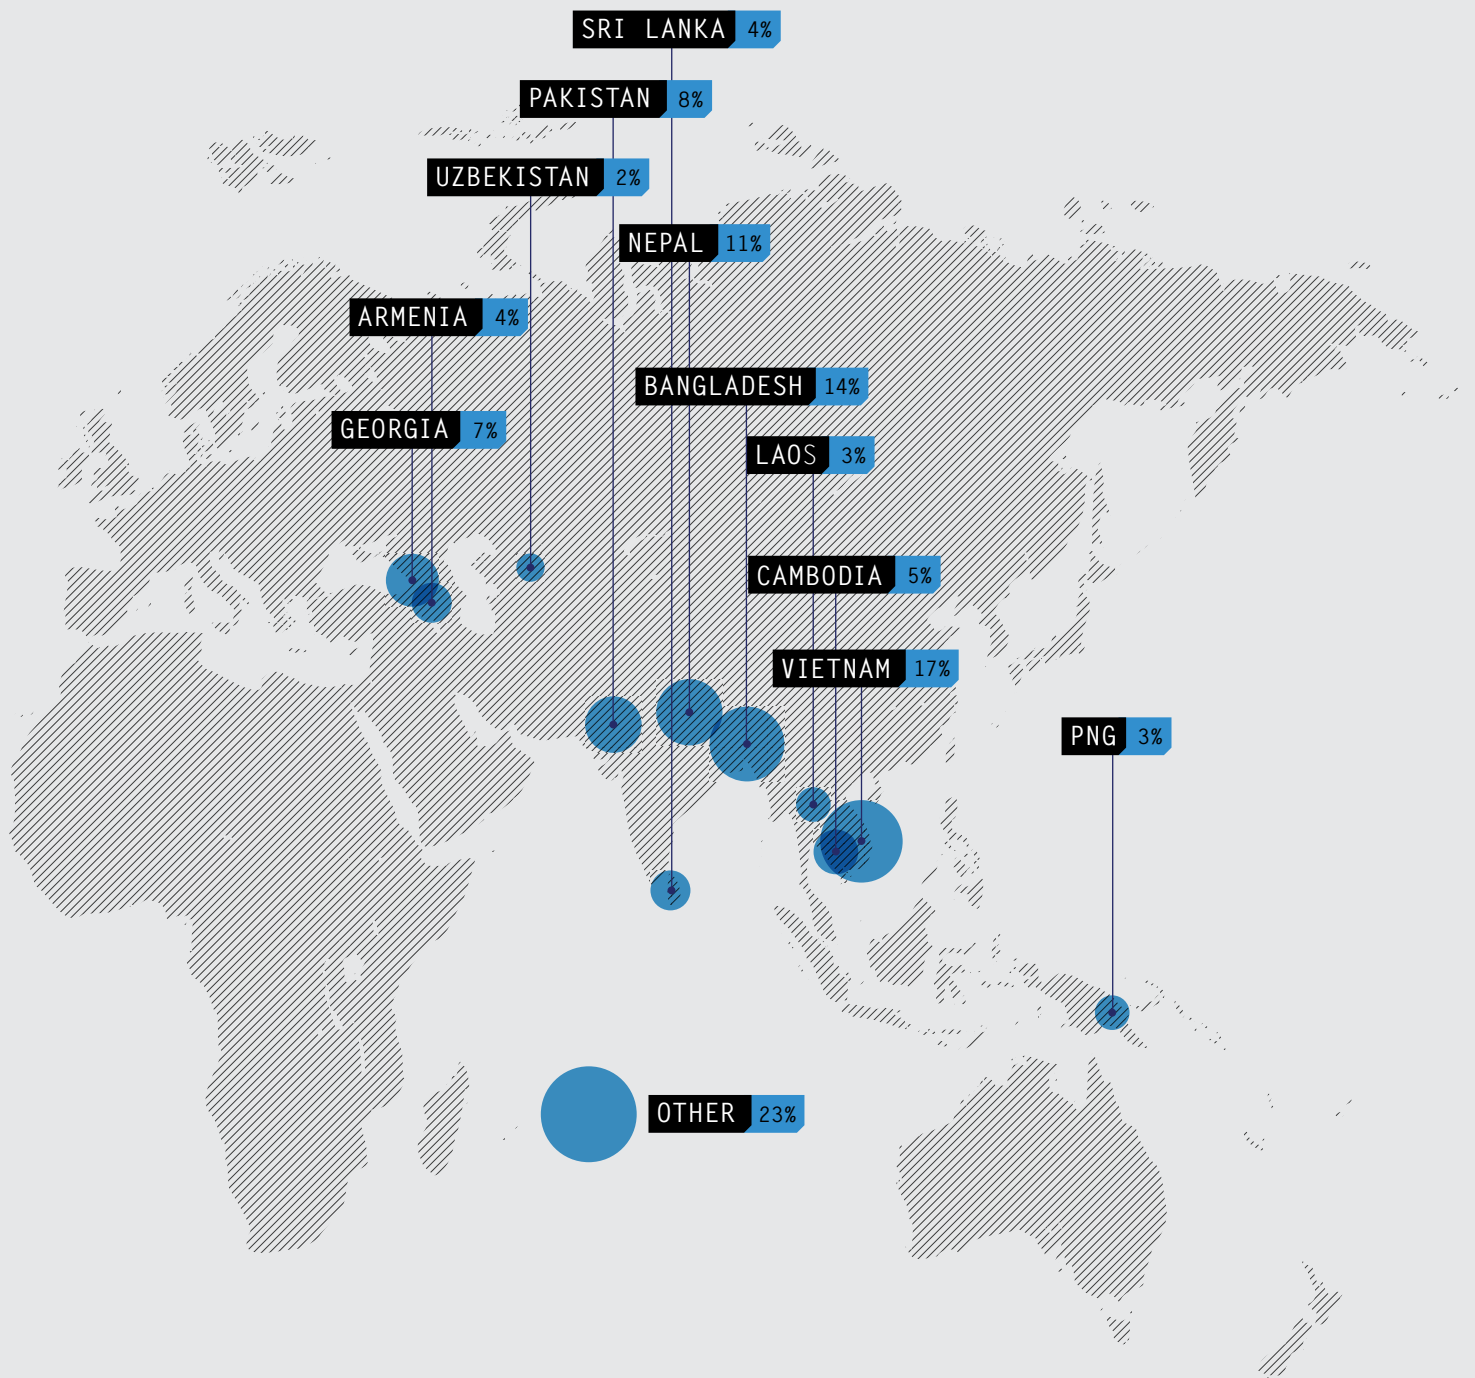 SRI LANKA 4%
PAKISTAN 8%
UZBEKISTAN 2%
NEPAL 11%
ARMENIA 4%
BANGLADESH 14%
GEORGIA 7%
LAOS 3%
CAMBODIA 5%
VIETNAM 17%
PNG 3%
OTHER 23%